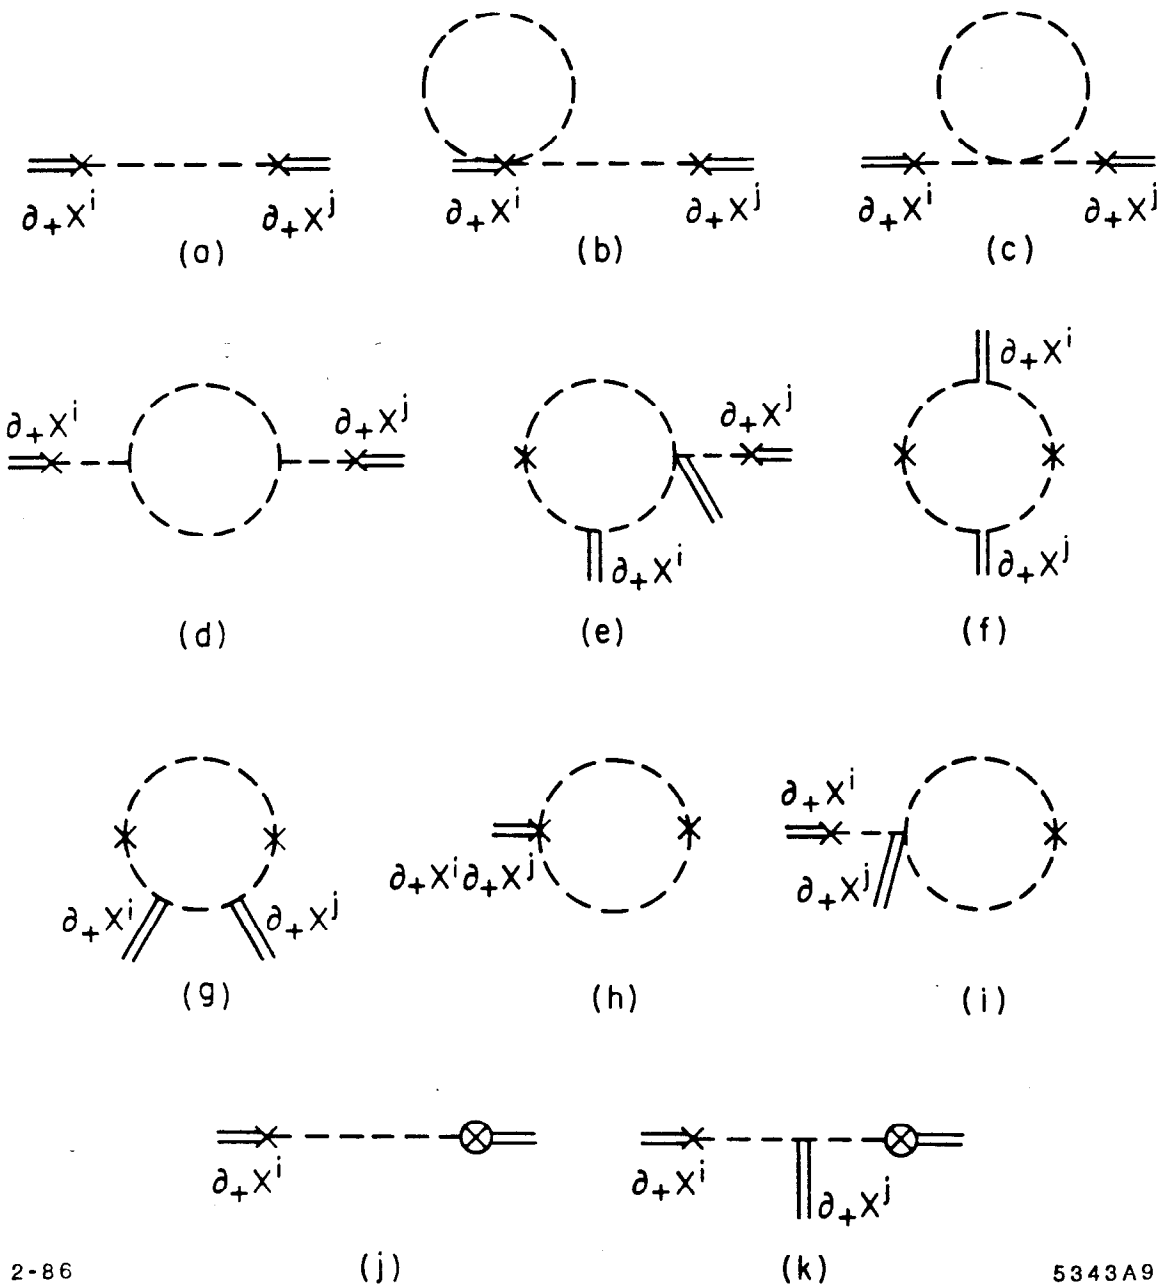 ∂₊Xⁱ ∂₊Xʲ
(a)
∂₊Xⁱ ∂₊Xʲ
(b)
∂₊Xⁱ ∂₊Xʲ
(c)
∂₊Xⁱ ∂₊Xʲ
(d)
∂₊Xʲ
∂₊Xⁱ
(e)
∂₊Xⁱ
∂₊Xʲ
(f)
∂₊Xⁱ ∂₊Xʲ
(g)
∂₊Xⁱ∂₊Xʲ
(h)
∂₊Xⁱ
∂₊Xʲ
(i)
∂₊Xⁱ
(j)
∂₊Xⁱ ∂₊Xʲ
(k)
2-86 5343A9